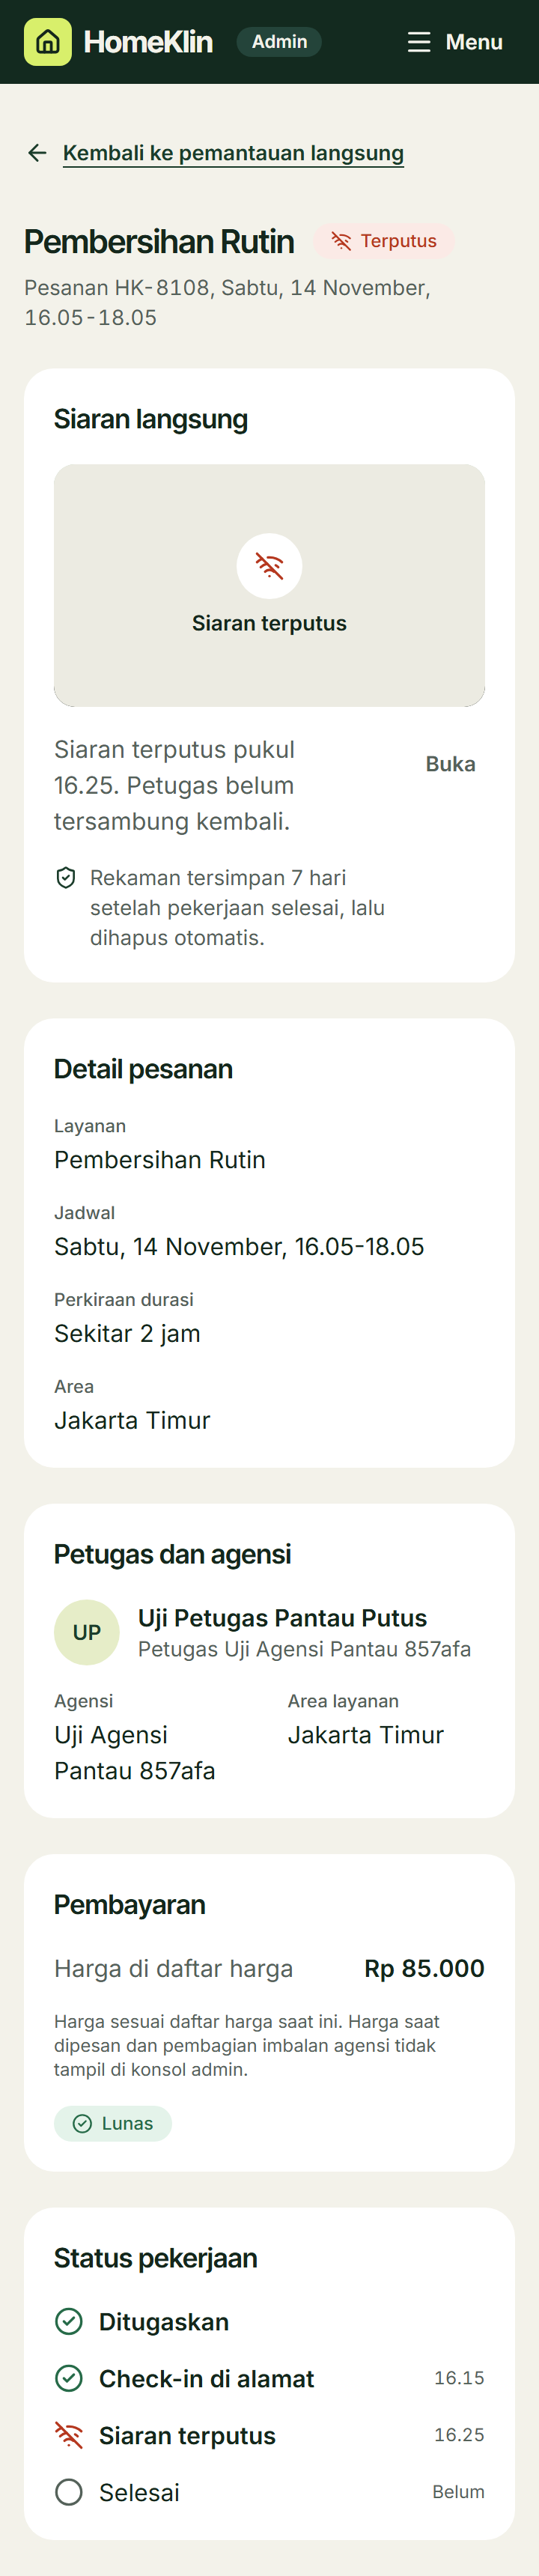 HomeKlin
Admin
Menu
Kembali ke pemantauan langsung
Pembersihan Rutin
Terputus
Pesanan HK-8108, Sabtu, 14 November,
16.05-18.05
Siaran langsung
Siaran terputus
Siaran terputus pukul
16.25. Petugas belum
tersambung kembali.
Buka
Rekaman tersimpan 7 hari
setelah pekerjaan selesai, lalu
dihapus otomatis.
Detail pesanan
Layanan
Pembersihan Rutin
Jadwal
Sabtu, 14 November, 16.05-18.05
Perkiraan durasi
Sekitar 2 jam
Area
Jakarta Timur
Petugas dan agensi
UP
Uji Petugas Pantau Putus
Petugas Uji Agensi Pantau 857afa
Agensi
Uji Agensi
Pantau 857afa
Area layanan
Jakarta Timur
Pembayaran
Harga di daftar harga
Rp 85.000
Harga sesuai daftar harga saat ini. Harga saat
dipesan dan pembagian imbalan agensi tidak
tampil di konsol admin.
Lunas
Status pekerjaan
Ditugaskan
Check-in di alamat
16.15
Siaran terputus
16.25
Selesai
Belum